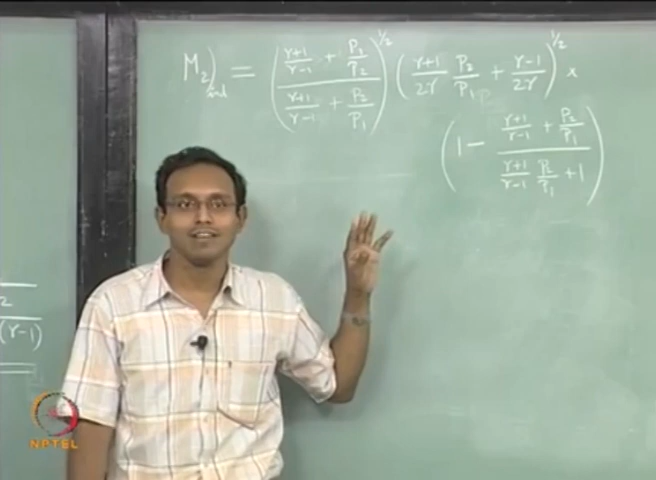 M₂)ind = ( (γ+1/γ-1 + P₁/P₂) / (γ+1/γ-1 + P₂/P₁) )^1/2 ( γ+1/2γ P₂/P₁ + γ-1/2γ )^1/2 ×
( 1 - (γ+1/γ-1 + P₂/P₁) / (γ+1/γ-1 P₂/P₁ + 1) )
2
(γ-1)
NPTEL